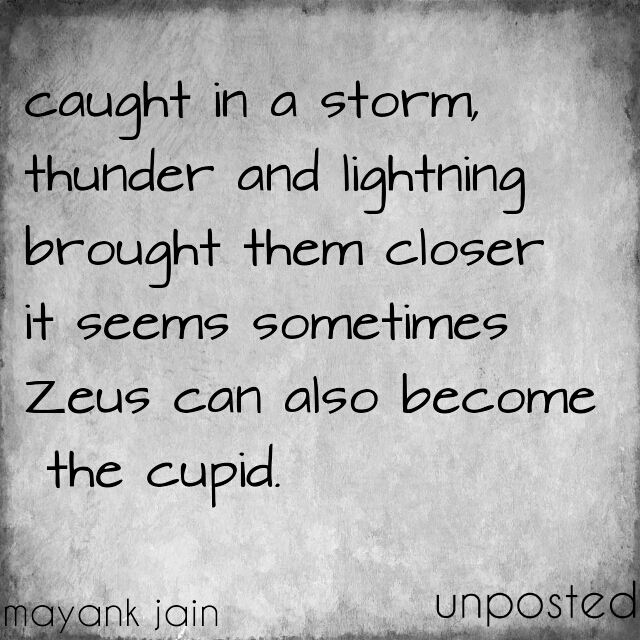 caught in a storm,
thunder and lightning
brought them closer
it seems sometimes
Zeus can also become
the cupid.
mayank jain
unposted